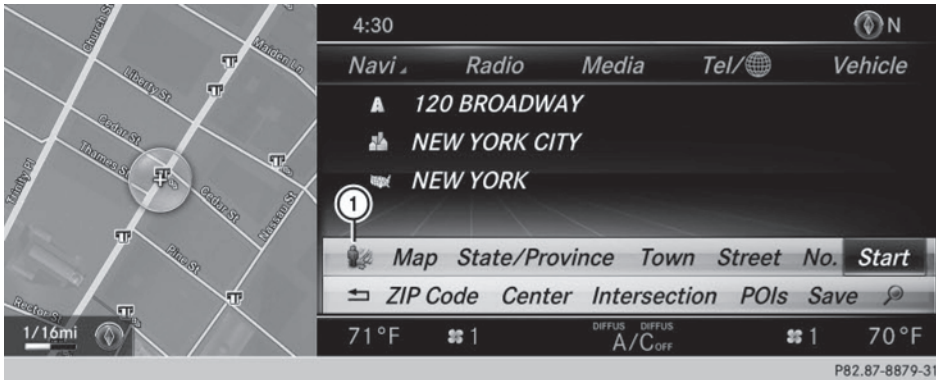 Church St
Maiden Ln
Liberty St
Cedar St
Thames St
Trinity Pl
Cedar St
Nassau St
Pine St
Rector St
1/16mi
4:30 N
Navi Radio Media Tel/ Vehicle
A 120 BROADWAY
NEW YORK CITY
NEW YORK
1
Map State/Province Town Street No. Start
ZIP Code Center Intersection POIs Save
71°F 1 DIFFUS DIFFUS 1 70°F
A/C OFF
P82.87-8879-31